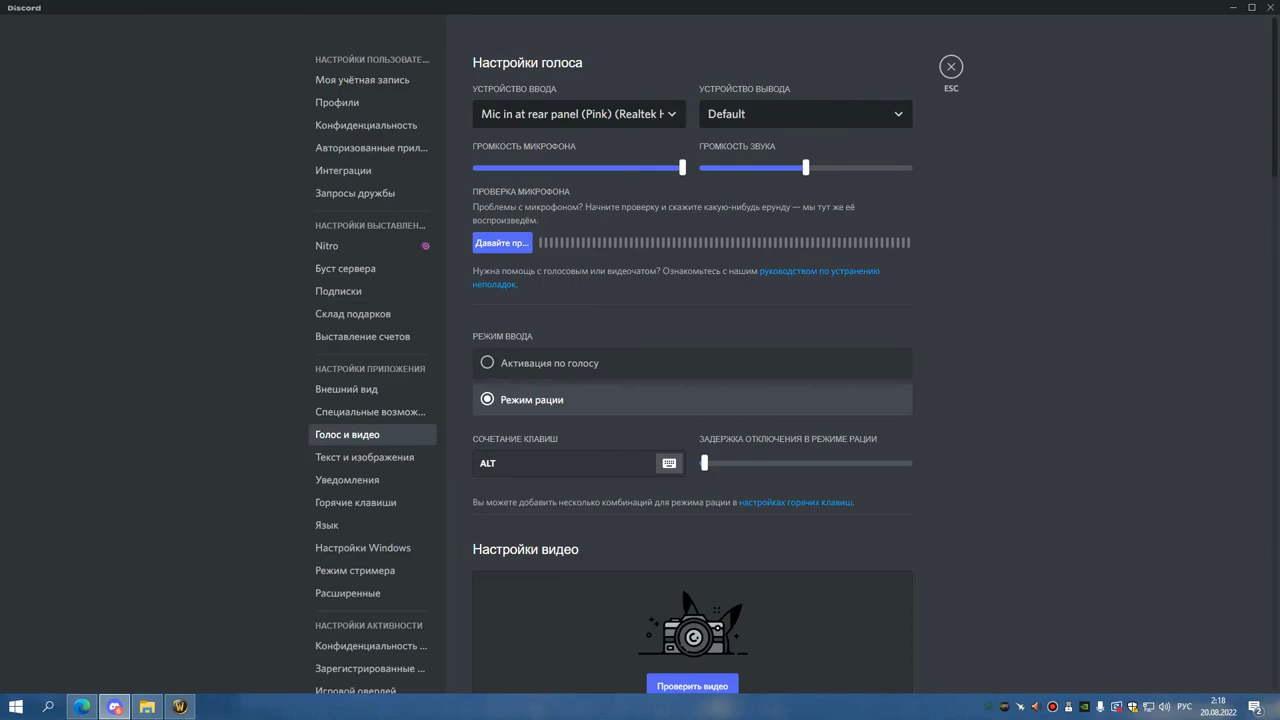 Discord
НАСТРОЙКИ ПОЛЬЗОВАТЕ...
Моя учётная запись
Профили
Конфиденциальность
Авторизованные прил...
Интеграции
Запросы дружбы
НАСТРОЙКИ ВЫСТАВЛЕН...
Nitro
Буст сервера
Подписки
Склад подарков
Выставление счетов
НАСТРОЙКИ ПРИЛОЖЕНИЯ
Внешний вид
Специальные возмож...
Голос и видео
Текст и изображения
Уведомления
Горячие клавиши
Язык
Настройки Windows
Режим стримера
Расширенные
НАСТРОЙКИ АКТИВНОСТИ
Конфиденциальность ...
Зарегистрированные ...
Игровой оверлей
Настройки голоса
ESC
УСТРОЙСТВО ВВОДА
УСТРОЙСТВО ВЫВОДА
Mic in at rear panel (Pink) (Realtek H
Default
ГРОМКОСТЬ МИКРОФОНА
ГРОМКОСТЬ ЗВУКА
ПРОВЕРКА МИКРОФОНА
Проблемы с микрофоном? Начните проверку и скажите какую-нибудь ерунду — мы тут же её
воспроизведём.
Давайте пр...
Нужна помощь с голосовым или видеочатом? Ознакомьтесь с нашим руководством по устранению
неполадок.
РЕЖИМ ВВОДА
Активация по голосу
Режим рации
СОЧЕТАНИЕ КЛАВИШ
ЗАДЕРЖКА ОТКЛЮЧЕНИЯ В РЕЖИМЕ РАЦИИ
ALT
Вы можете добавить несколько комбинаций для режима рации в настройках горячих клавиш.
Настройки видео
Проверить видео
РУС
2:18
20.08.2022